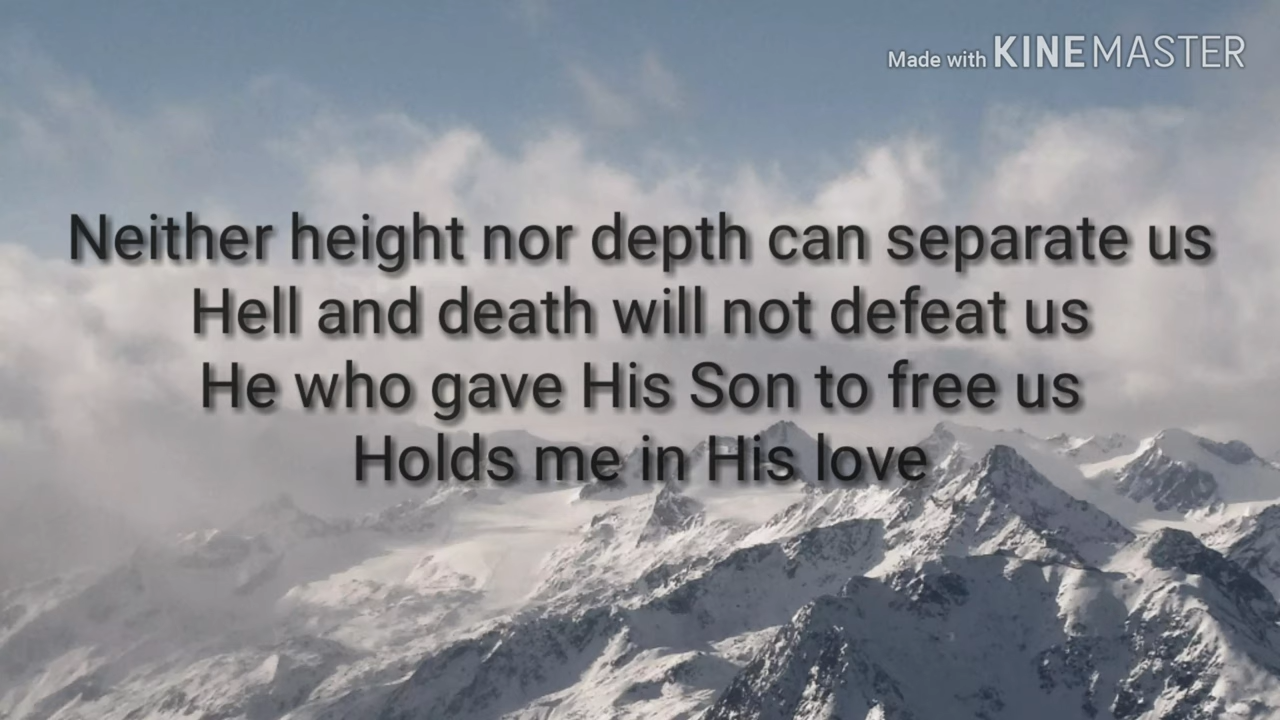 Made with KINEMASTER
Neither height nor depth can separate us
Hell and death will not defeat us
He who gave His Son to free us
Holds me in His love